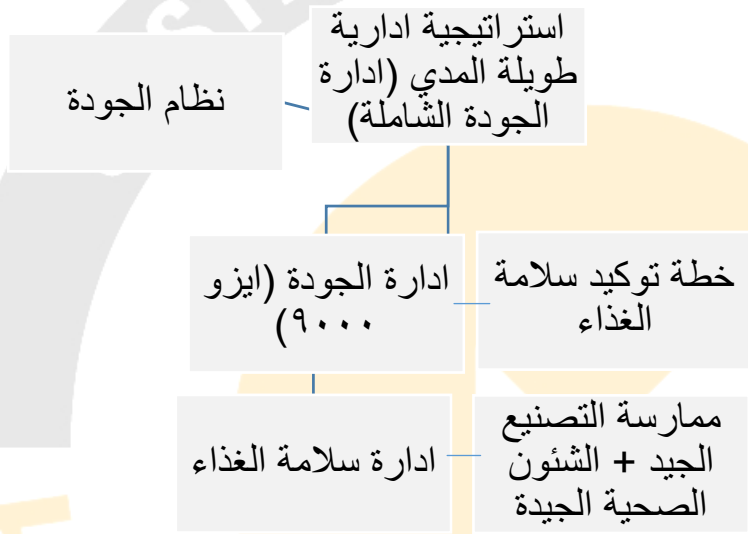 استراتيجية ادارية
طويلة المدي (ادارة
الجودة الشاملة)
نظام الجودة
خطة توكيد سلامة
الغذاء
ادارة الجودة (ايزو
٩٠٠٠)
ممارسة التصنيع
الجيد + الشئون
الصحية الجيدة
ادارة سلامة الغذاء